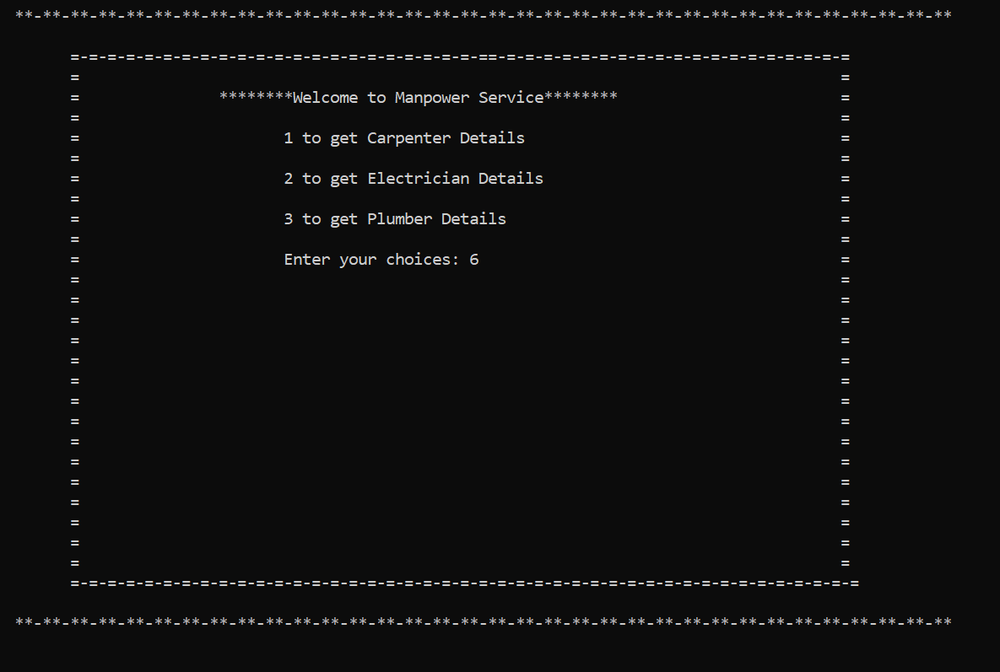 ********Welcome to Manpower Service********
1 to get Carpenter Details
2 to get Electrician Details
3 to get Plumber Details
Enter your choices: 6